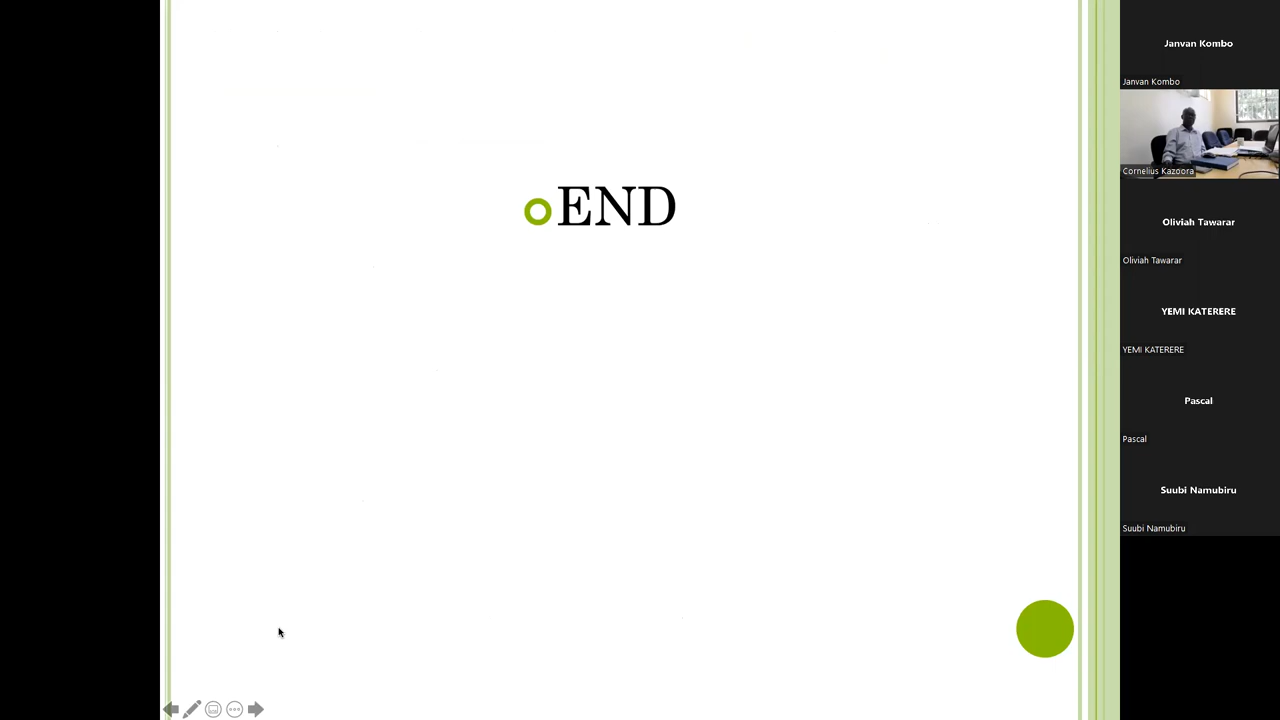 END
Janvan Kombo
Janvan Kombo
Cornelius Kazoora
Oliviah Tawarar
Oliviah Tawarar
YEMI KATERERE
YEMI KATERERE
Pascal
Pascal
Suubi Namubiru
Suubi Namubiru